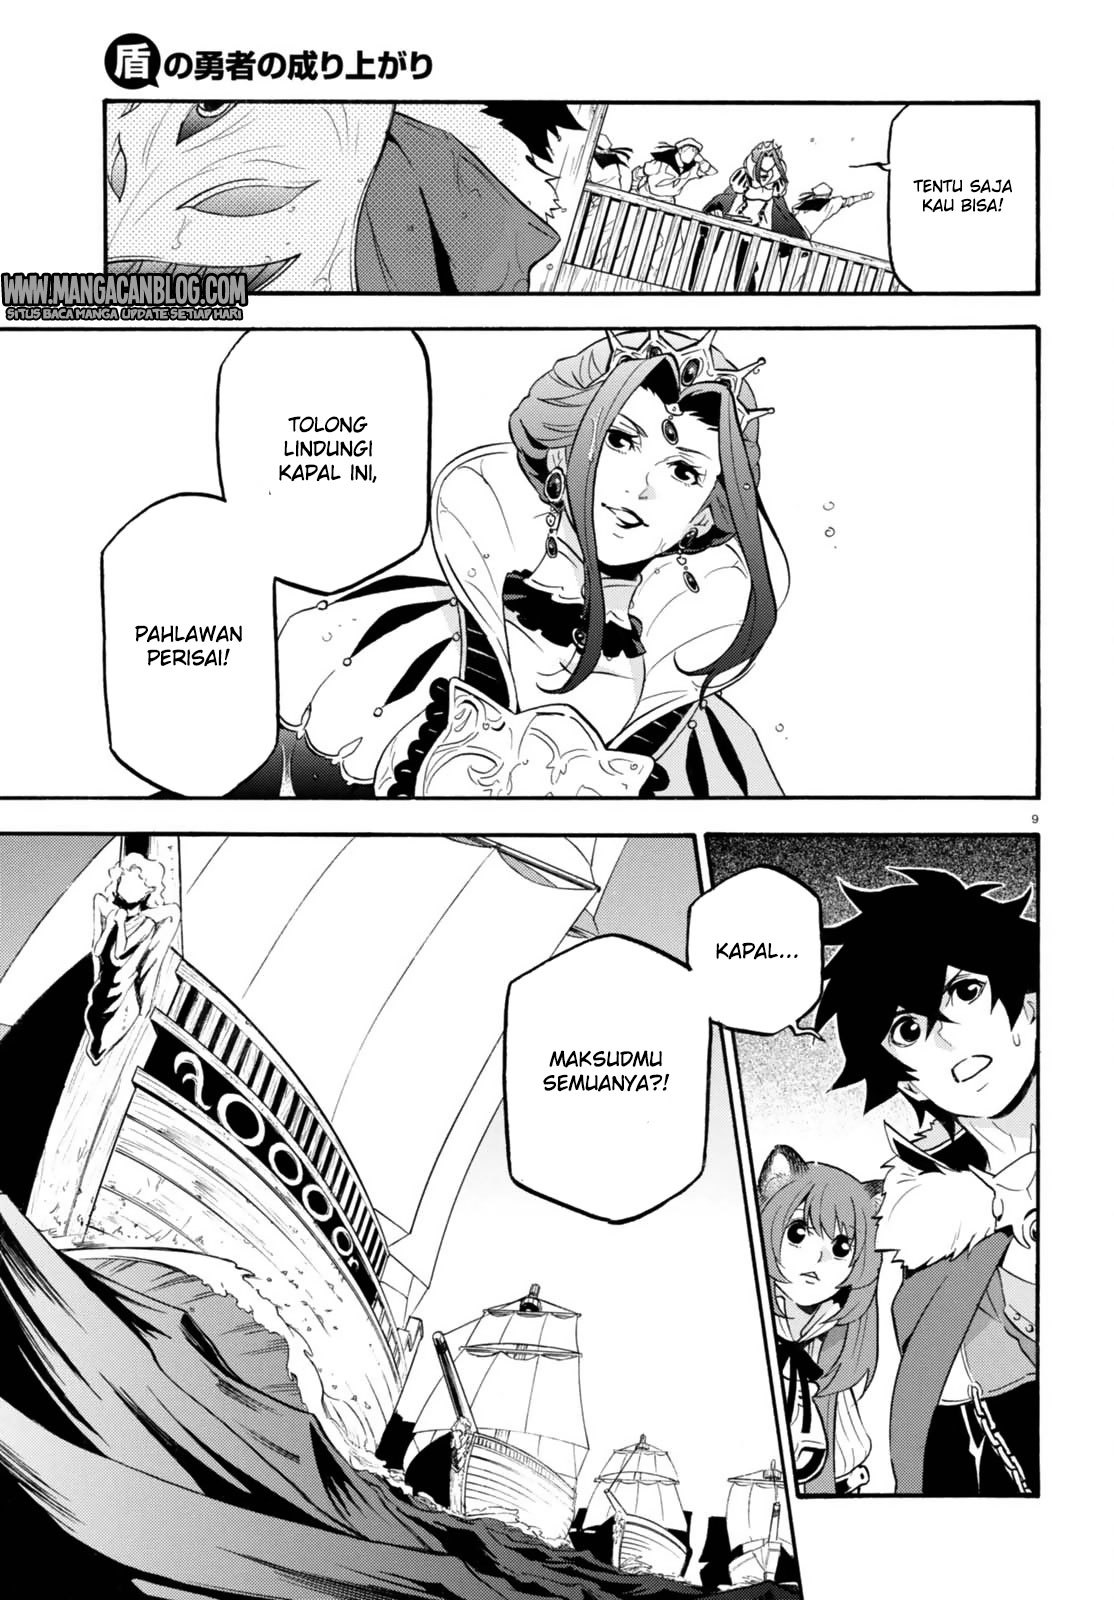 盾の勇者の成り上がり
TENTU SAJA
KAU BISA!
WWW.MANGACANBLOG.COM
SITUS BACA MANGA UPDATE SETIAP HARI
TOLONG
LINDUNGI
KAPAL INI,
PAHLAWAN
PERISAI!
9
KAPAL...
MAKSUDMU
SEMUANYA?!